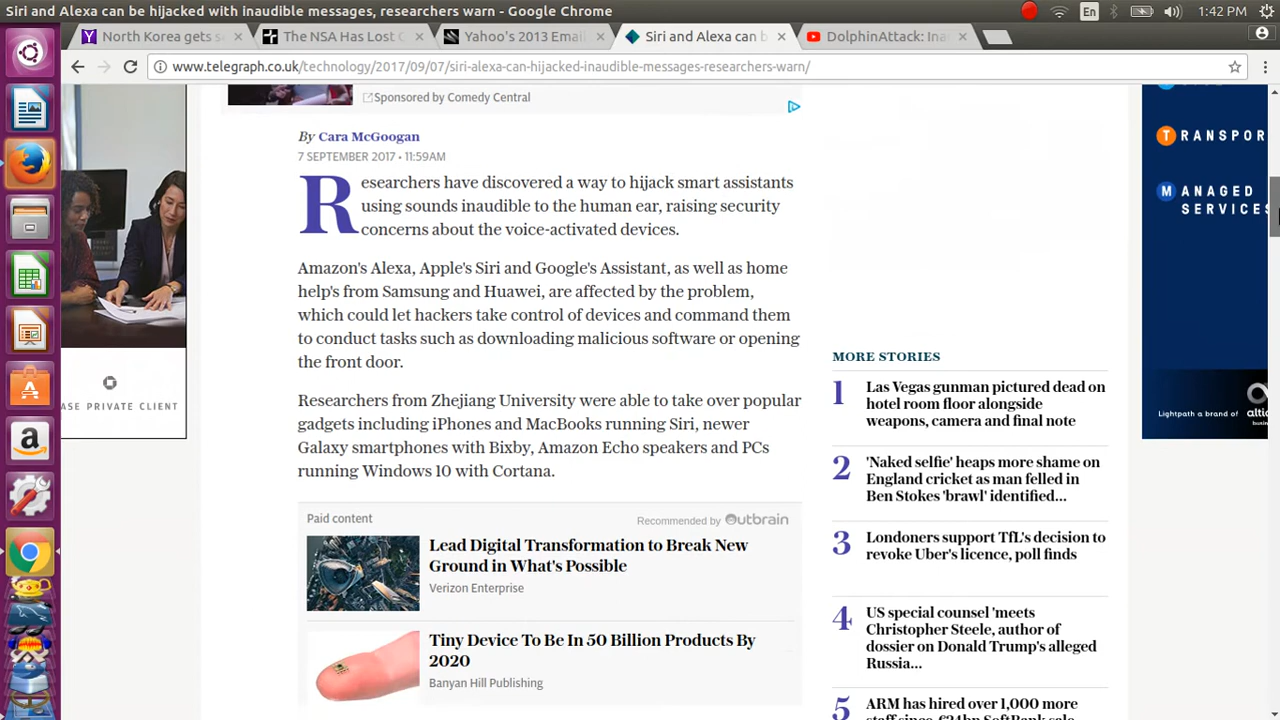 Siri and Alexa can be hijacked with inaudible messages, researchers warn - Google Chrome
En
1:42 PM
North Korea gets s
The NSA Has Lost C
Yahoo's 2013 Email
Siri and Alexa can b
DolphinAttack: Ina
www.telegraph.co.uk/technology/2017/09/07/siri-alexa-can-hijacked-inaudible-messages-researchers-warn/
Sponsored by Comedy Central
By Cara McGoogan
7 SEPTEMBER 2017 • 11:59AM
Researchers have discovered a way to hijack smart assistants
using sounds inaudible to the human ear, raising security
concerns about the voice-activated devices.
Amazon's Alexa, Apple's Siri and Google's Assistant, as well as home
help's from Samsung and Huawei, are affected by the problem,
which could let hackers take control of devices and command them
to conduct tasks such as downloading malicious software or opening
the front door.
Researchers from Zhejiang University were able to take over popular
gadgets including iPhones and MacBooks running Siri, newer
Galaxy smartphones with Bixby, Amazon Echo speakers and PCs
running Windows 10 with Cortana.
Paid content
Recommended by Outbrain
Lead Digital Transformation to Break New
Ground in What's Possible
Verizon Enterprise
Tiny Device To Be In 50 Billion Products By
2020
Banyan Hill Publishing
MORE STORIES
1 Las Vegas gunman pictured dead on
hotel room floor alongside
weapons, camera and final note
2 'Naked selfie' heaps more shame on
England cricket as man felled in
Ben Stokes 'brawl' identified...
3 Londoners support TfL's decision to
revoke Uber's licence, poll finds
4 US special counsel 'meets
Christopher Steele, author of
dossier on Donald Trump's alleged
Russia...
5 ARM has hired over 1,000 more
ASE PRIVATE CLIENT
TRANSPOR
MANAGED
SERVICES
Lightpath a brand of